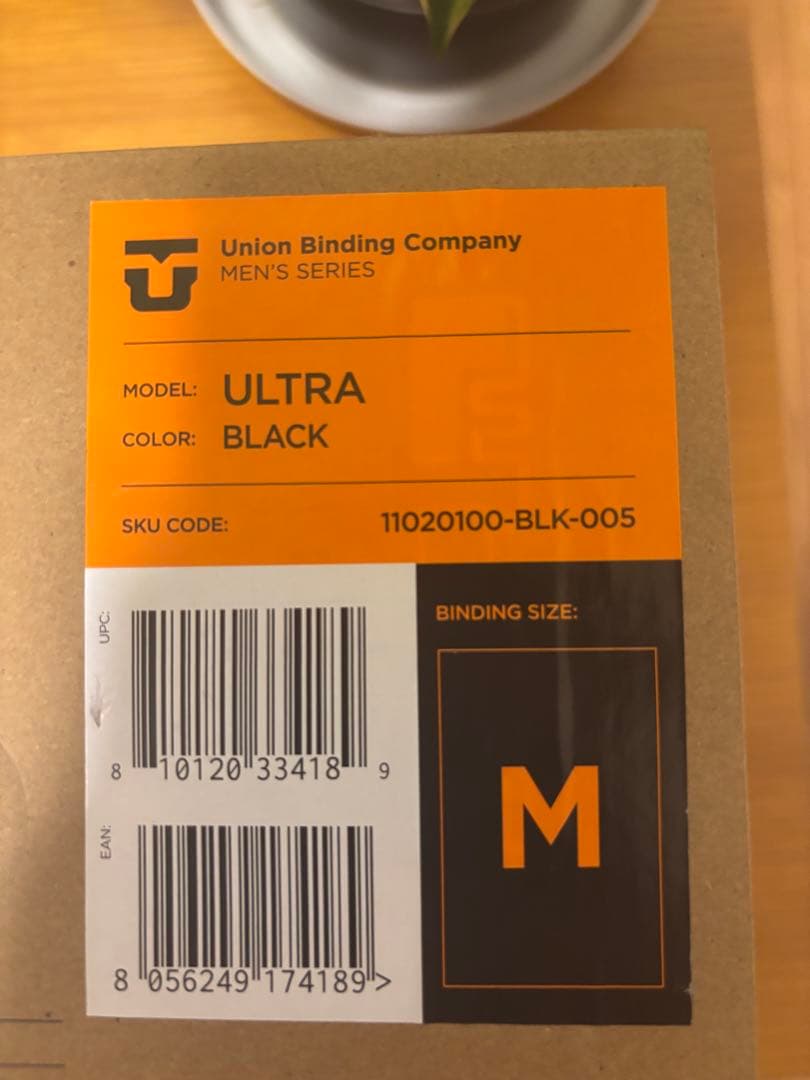 Union Binding Company
MEN'S SERIES
MODEL: ULTRA
COLOR: BLACK
SKU CODE: 11020100-BLK-005
UPC:
8 10120 33418 9
EAN:
8 056249 174189 >
BINDING SIZE:
M